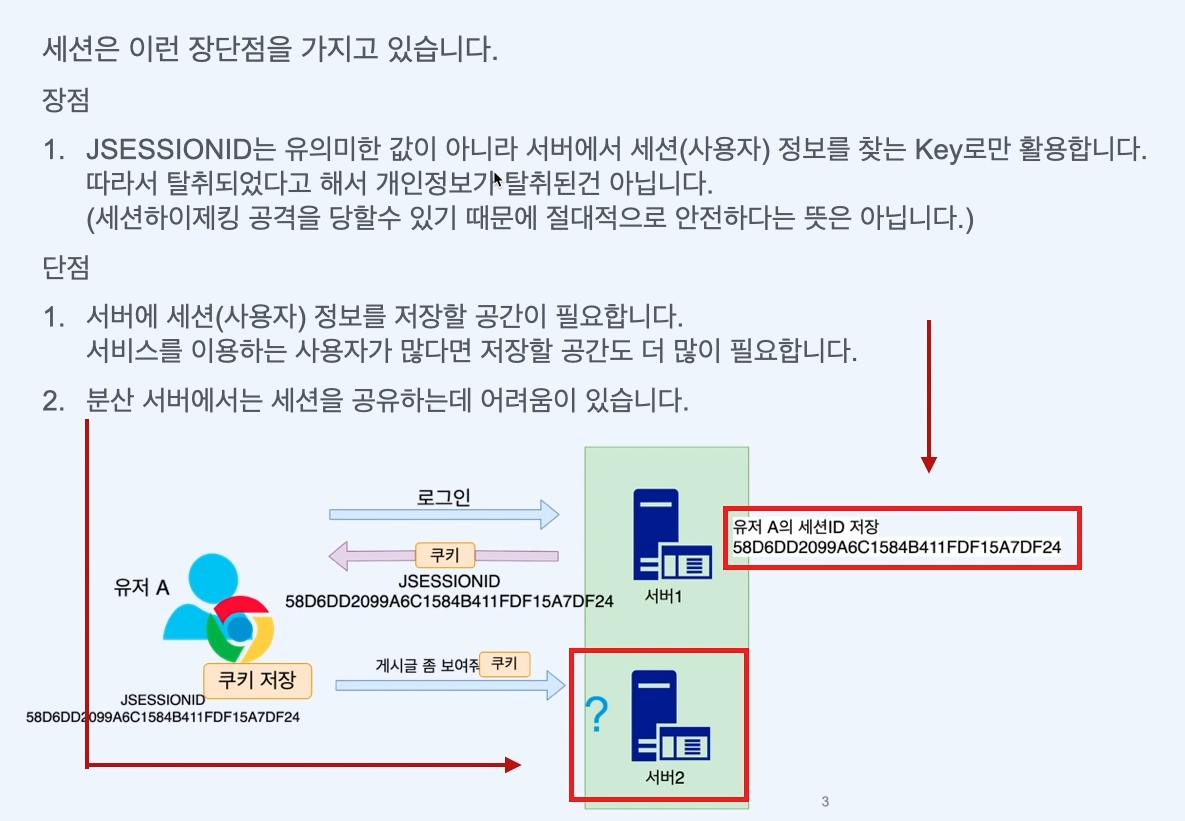 세션은 이런 장단점을 가지고 있습니다.
장점
1. JSESSIONID는 유의미한 값이 아니라 서버에서 세션(사용자) 정보를 찾는 Key로만 활용합니다.
따라서 탈취되었다고 해서 개인정보가 탈취된건 아닙니다.
(세션하이제킹 공격을 당할수 있기 때문에 절대적으로 안전하다는 뜻은 아닙니다.)
단점
1. 서버에 세션(사용자) 정보를 저장할 공간이 필요합니다.
서비스를 이용하는 사용자가 많다면 저장할 공간도 더 많이 필요합니다.
2. 분산 서버에서는 세션을 공유하는데 어려움이 있습니다.
로그인
쿠키
JSESSIONID
58D6DD2099A6C1584B411FDF15A7DF24
유저 A의 세션ID 저장
58D6DD2099A6C1584B411FDF15A7DF24
서버1
유저 A
쿠키 저장
JSESSIONID
58D6DD2099A6C1584B411FDF15A7DF24
게시글 좀 보여줘
쿠키
?
서버2
3